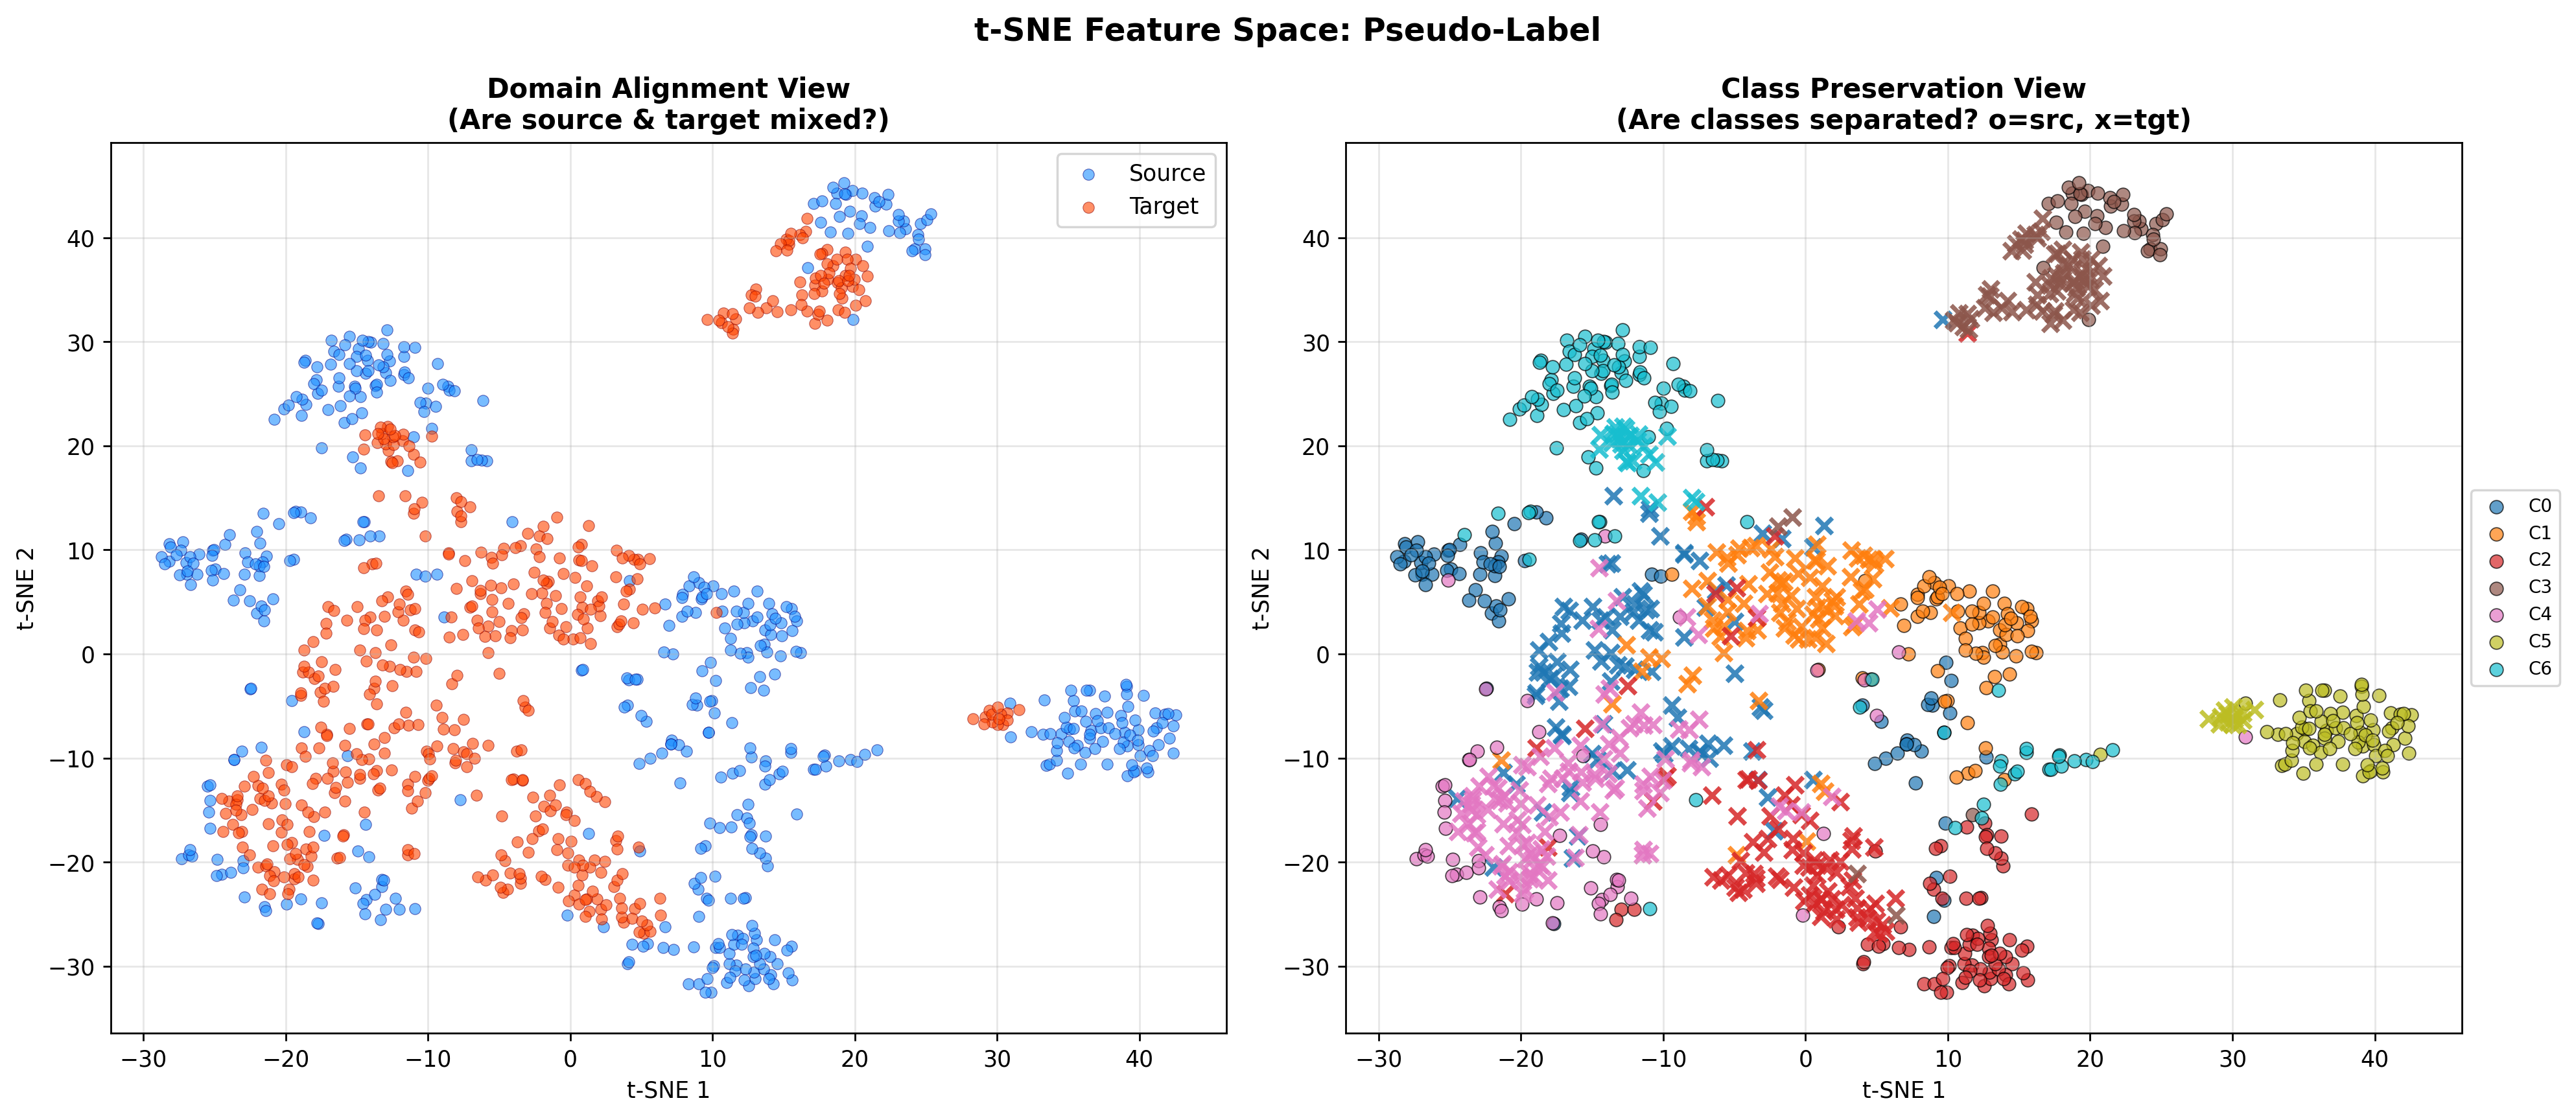 t-SNE Feature Space: Pseudo-Label
Domain Alignment View
(Are source & target mixed?)
Source
Target
40
30
20
10
0
−10
−20
−30
t-SNE 2
−30
−20
−10
0
10
20
30
40
t-SNE 1
Class Preservation View
(Are classes separated? o=src, x=tgt)
40
30
20
10
0
−10
−20
−30
t-SNE 2
−30
−20
−10
0
10
20
30
40
t-SNE 1
C0
C1
C2
C3
C4
C5
C6